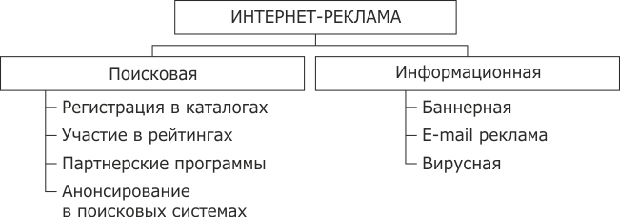 ИНТЕРНЕТ-РЕКЛАМА
Поисковая
Регистрация в каталогах
Участие в рейтингах
Партнерские программы
Анонсирование
в поисковых системах
Информационная
Баннерная
E-mail реклама
Вирусная